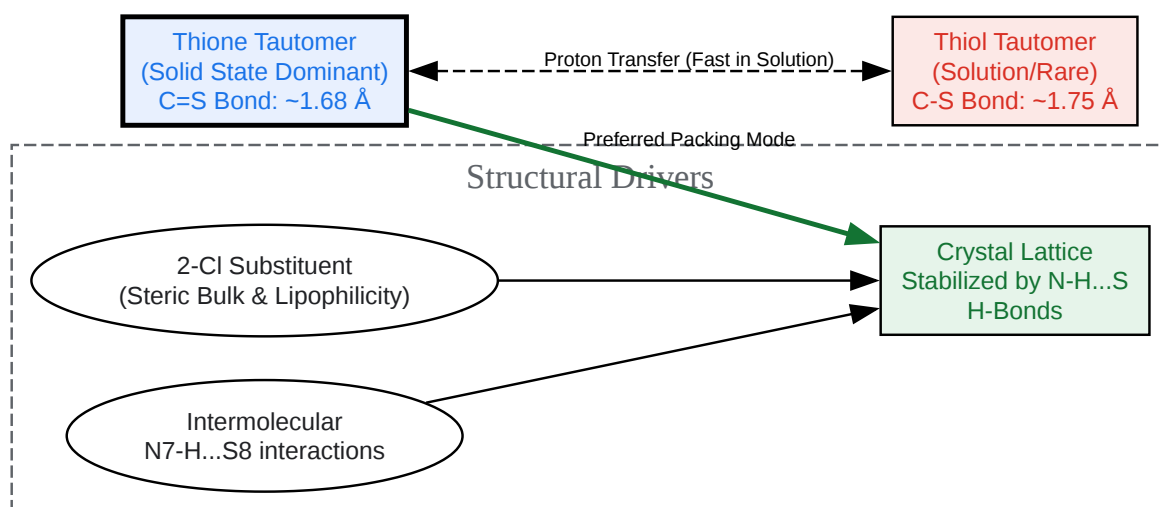 Thione Tautomer
(Solid State Dominant)
C=S Bond: ~1.68 Å
Proton Transfer (Fast in Solution)
Thiol Tautomer
(Solution/Rare)
C-S Bond: ~1.75 Å
Preferred Packing Mode
Structural Drivers
2-Cl Substituent
(Steric Bulk & Lipophilicity)
Crystal Lattice
Stabilized by N-H...S
H-Bonds
Intermolecular
N7-H...S8 interactions